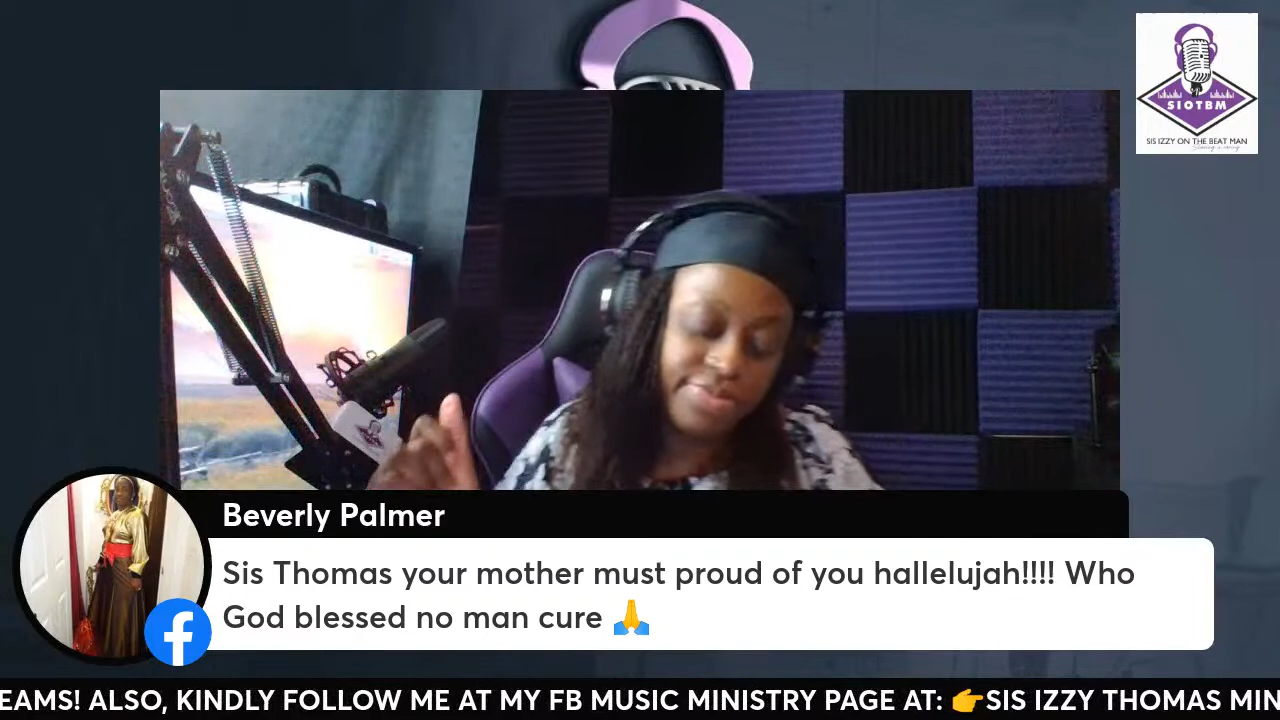 SIOTBM
SIS IZZY ON THE BEAT MAN
Beverly Palmer
Sis Thomas your mother must proud of you hallelujah!!!! Who
God blessed no man cure 🙏
EAMS! ALSO, KINDLY FOLLOW ME AT MY FB MUSIC MINISTRY PAGE AT: 👉SIS IZZY THOMAS MIN